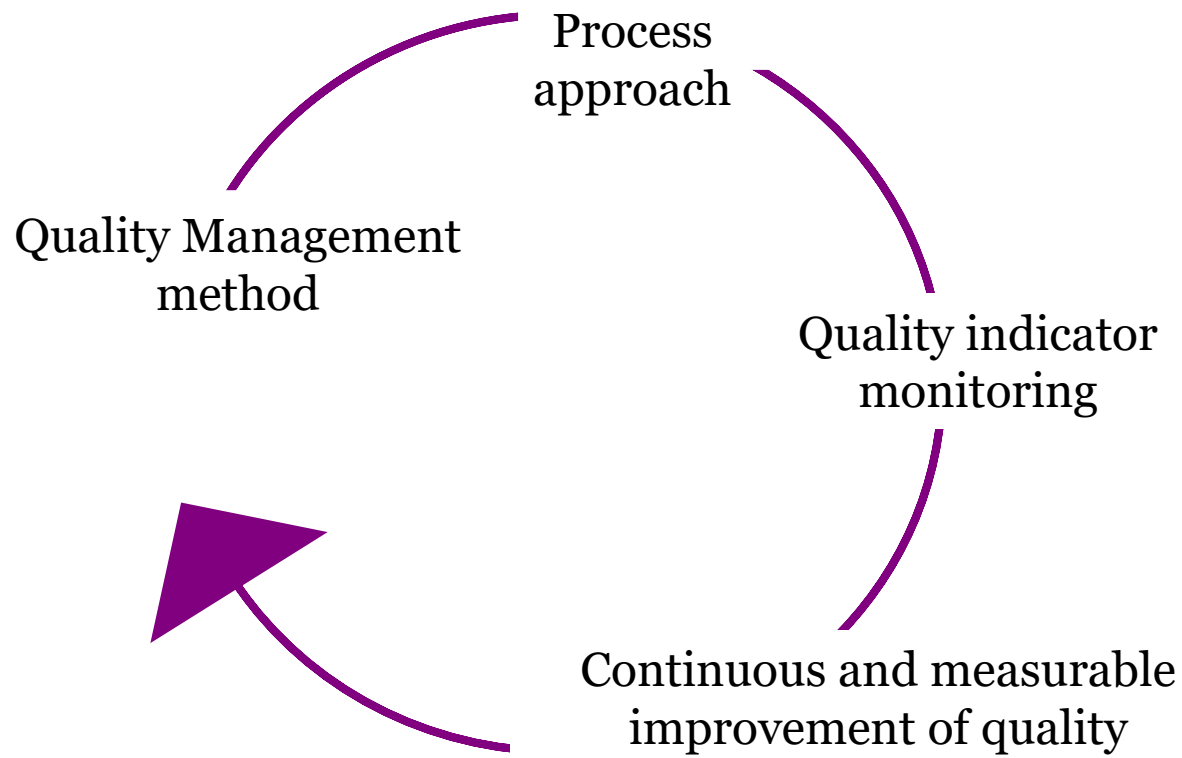 Process
approach
Quality Management
method
Quality indicator
monitoring
Continuous and measurable
improvement of quality